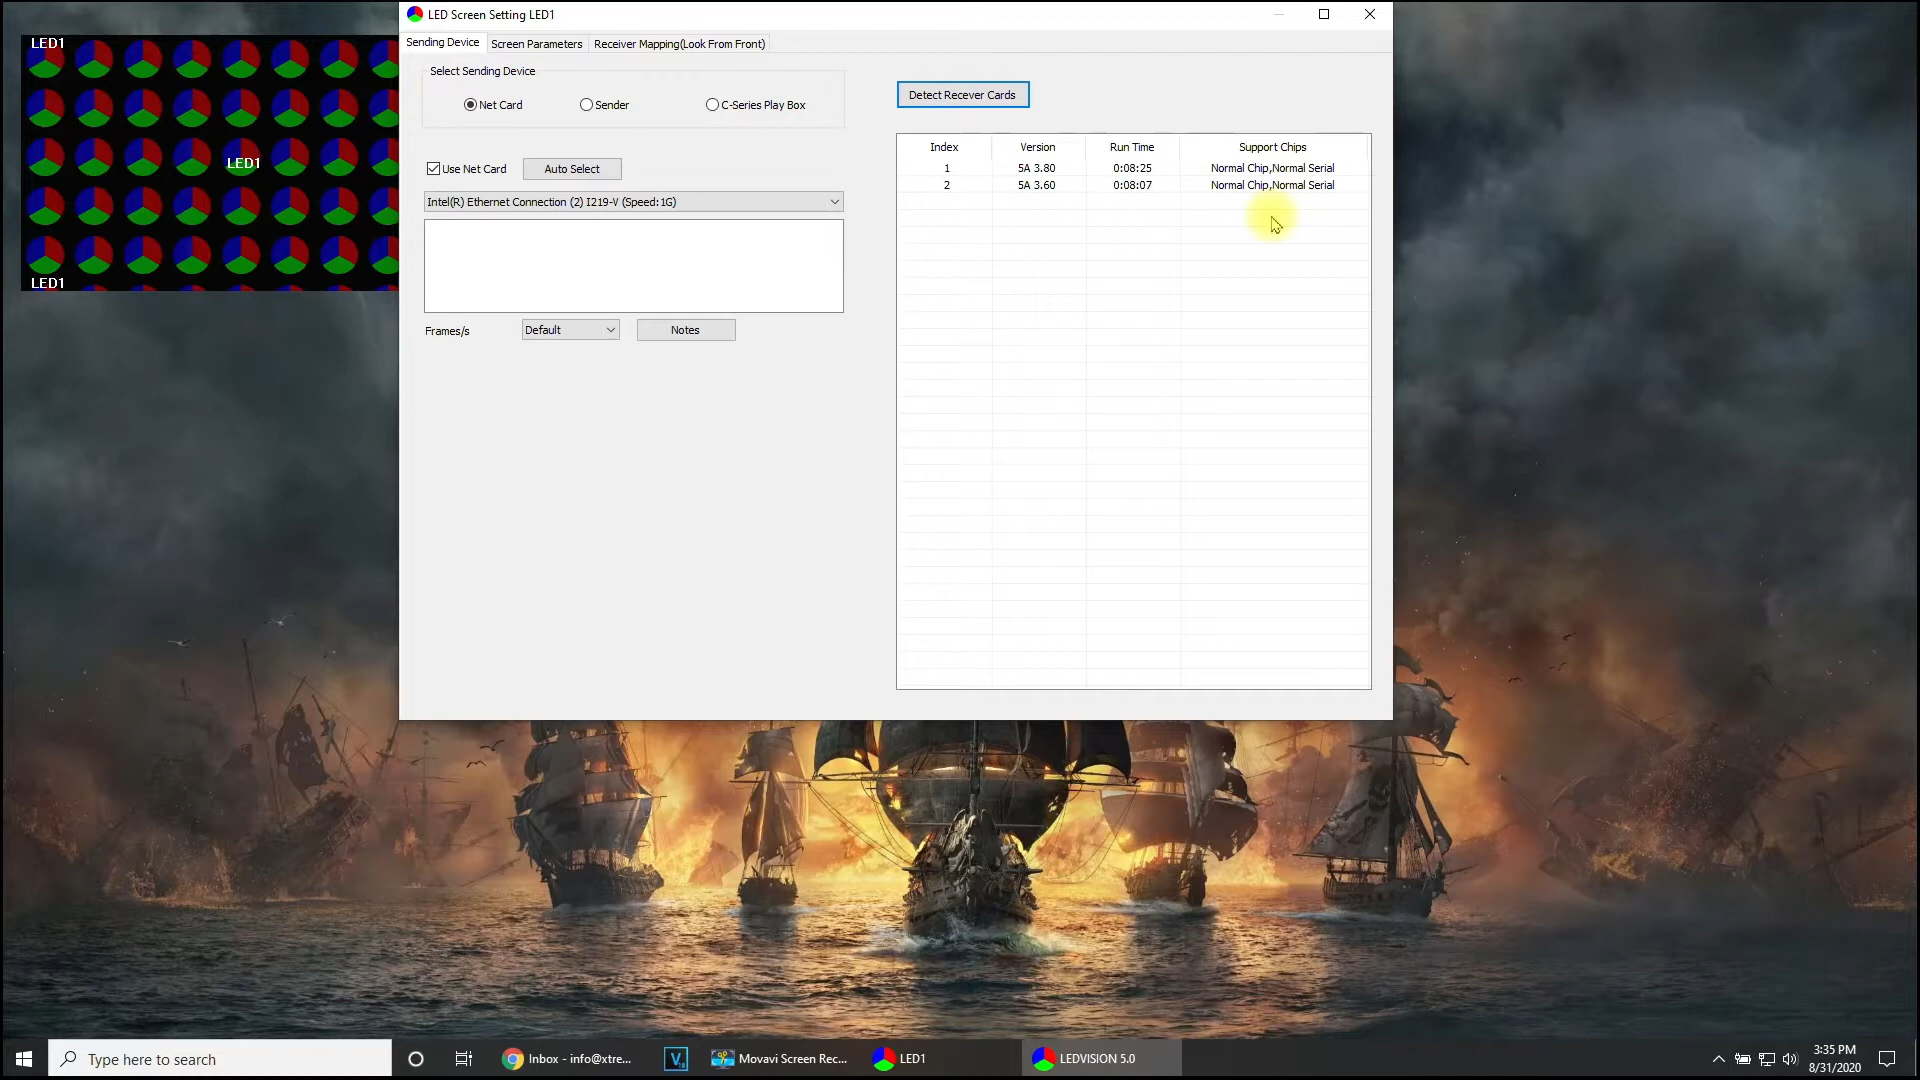 LED Screen Setting LED1
Sending Device
Screen Parameters
Receiver Mapping(Look From Front)
LED1
LED1
LED1
Select Sending Device
Net Card
Sender
C-Series Play Box
Detect Recever Cards
Use Net Card
Auto Select
Intel(R) Ethernet Connection (2) I219-V (Speed:1G)
Frames/s
Default
Notes
Index Version Run Time Support Chips
1 5A 3.80 0:08:25 Normal Chip,Normal Serial
2 5A 3.60 0:08:07 Normal Chip,Normal Serial
Type here to search
Inbox - info@xtre...
Movavi Screen Rec...
LED1
LEDVISION 5.0
3:35 PM
8/31/2020